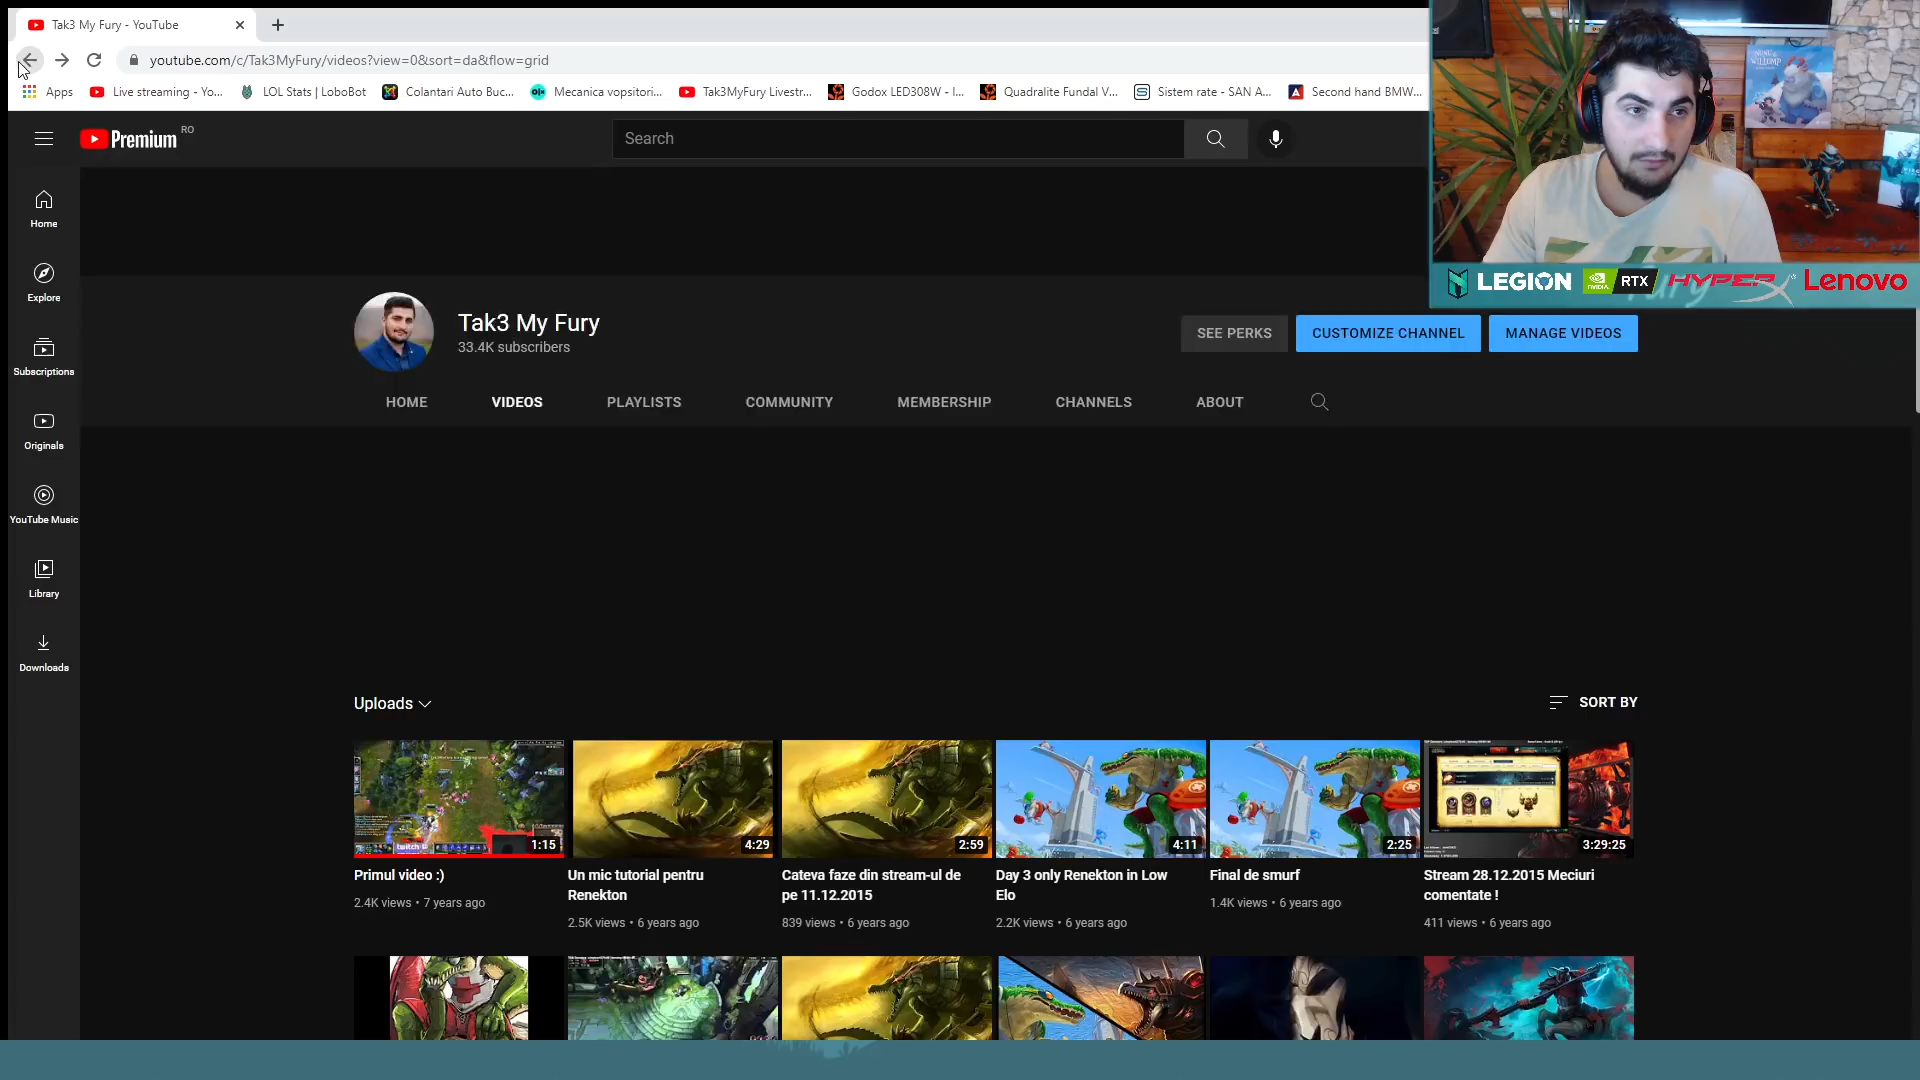 Tak3 My Fury - YouTube
youtube.com/c/Tak3MyFury/videos?view=0&sort=da&flow=grid
Apps
Live streaming - Yo...
LOL Stats | LoboBot
Colantari Auto Buc...
Mecanica vopsitori...
Tak3MyFury Livestr...
Godox LED308W - I...
Quadralite Fundal V...
Sistem rate - SAN A...
Second hand BMW...
NUNU & WILLUMP
Premium RO
Search
LEGION NVIDIA RTX HYPERX Lenovo
Fury
Home
Explore
Subscriptions
Originals
YouTube Music
Library
Downloads
Tak3 My Fury
33.4K subscribers
SEE PERKS
CUSTOMIZE CHANNEL
MANAGE VIDEOS
HOME
VIDEOS
PLAYLISTS
COMMUNITY
MEMBERSHIP
CHANNELS
ABOUT
Uploads
SORT BY
twitch
1:15
4:29
2:59
4:11
2:25
3:29:25
Primul video :)
2.4K views • 7 years ago
Un mic tutorial pentru
Renekton
2.5K views • 6 years ago
Cateva faze din stream-ul de
pe 11.12.2015
839 views • 6 years ago
Day 3 only Renekton in Low
Elo
2.2K views • 6 years ago
Final de smurf
1.4K views • 6 years ago
Stream 28.12.2015 Meciuri
comentate !
411 views • 6 years ago